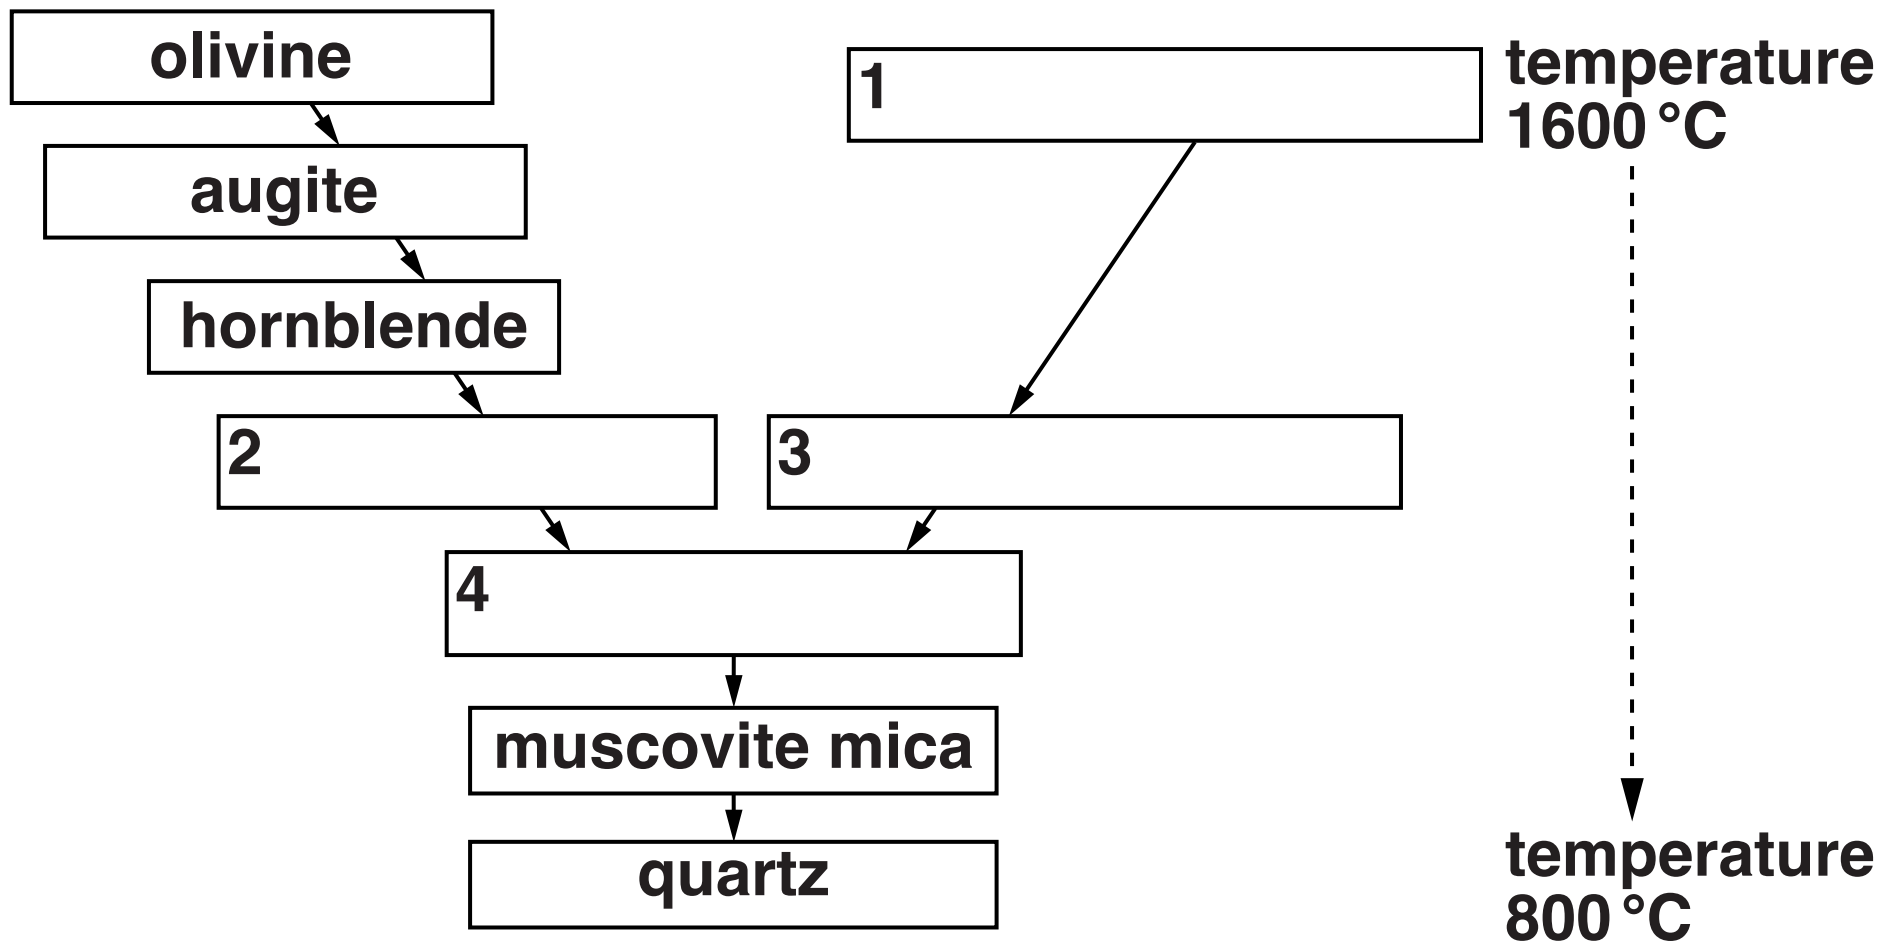 olivine
1
temperature
1600 °C
augite
hornblende
2
3
4
muscovite mica
quartz
temperature
800 °C